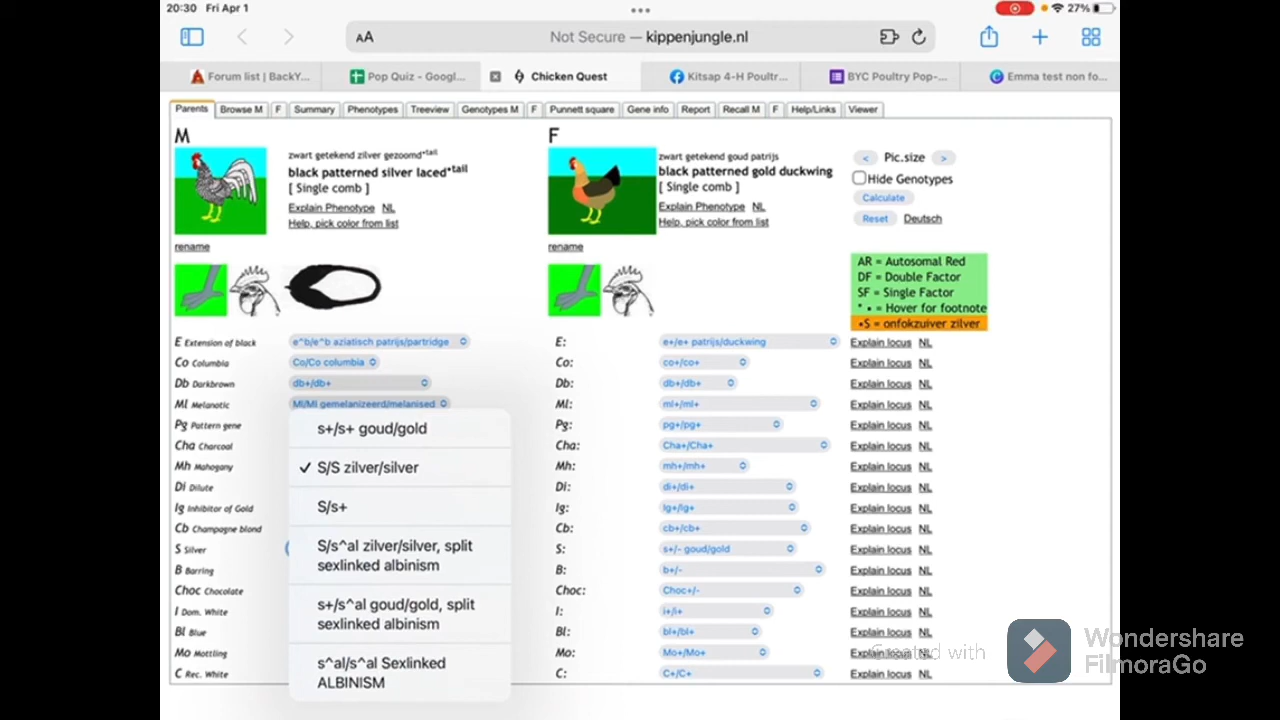 20:30 Fri Apr 1
27%
AA
Not Secure — kippenjungle.nl
Forum list | BackY...
Pop Quiz - Googl...
Chicken Quest
Kitsap 4-H Poultr...
BYC Poultry Pop-...
Emma test non fo...
Parents Browse M F Summary Phenotypes Treeview Genotypes M F Punnett square Gene info Report Recall M F Help/Links Viewer
M
zwart getekend zilver gezoomd*•tail
black patterned silver laced*•tail
[ Single comb ]
Explain Phenotype NL
Help, pick color from list
rename
F
zwart getekend goud patrijs
black patterned gold duckwing
[ Single comb ]
Explain Phenotype NL
Help, pick color from list
rename
< Pic.size >
Hide Genotypes
Calculate
Reset Deutsch
AR = Autosomal Red
DF = Double Factor
SF = Single Factor
* • = Hover for footnote
•S = onfokzuiver zilver
E Extension of black e^b/e^b aziatisch patrijs/partridge E: e+/e+ patrijs/duckwing Explain locus NL
Co Columbia Co/Co columbia Co: co+/co+ Explain locus NL
Db Darkbrown db+/db+ Db: db+/db+ Explain locus NL
Ml Melanotic Ml/Ml gemelanizeerd/melanised Ml: ml+/ml+ Explain locus NL
Pg Pattern gene Pg: pg+/pg+ Explain locus NL
Cha Charcoal Cha: Cha+/Cha+ Explain locus NL
Mh Mahogany Mh: mh+/mh+ Explain locus NL
Di Dilute Di: di+/di+ Explain locus NL
Ig Inhibitor of Gold Ig: Ig+/Ig+ Explain locus NL
Cb Champagne blond Cb: cb+/cb+ Explain locus NL
S Silver S: s+/- goud/gold Explain locus NL
B Barring B: b+/- Explain locus NL
Choc Chocolate Choc: Choc+/- Explain locus NL
I Dom. White I: i+/i+ Explain locus NL
Bl Blue Bl: bl+/bl+ Explain locus NL
Mo Mottling Mo: Mo+/Mo+ Explain locus NL
C Rec. White C: C+/C+ Explain locus NL
s+/s+ goud/gold
✓ S/S zilver/silver
S/s+
S/s^al zilver/silver, split
sexlinked albinism
s+/s^al goud/gold, split
sexlinked albinism
s^al/s^al Sexlinked
ALBINISM
Created with
Wondershare
FilmoraGo